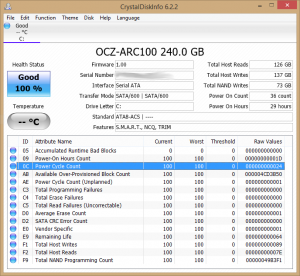 CrystalDiskInfo 6.2.2
File Edit Function Theme Disk Help Language
Good
-- °C
C:
OCZ-ARC100 240.0 GB
Health Status
Good
100 %
Temperature
-- °C
Firmware 1.00
Serial Number
Interface Serial ATA
Transfer Mode SATA/600 | SATA/600
Drive Letter C:
Standard ATA8-ACS | ----
Features S.M.A.R.T., NCQ, TRIM
Total Host Reads 126 GB
Total Host Writes 137 GB
Total NAND Writes 73 GB
Power On Count 36 count
Power On Hours 29 hours
ID Attribute Name Current Worst Threshold Raw Values
05 Accumulated Runtime Bad Blocks 0 0 0 000000000000
09 Power-On Hours Count 100 100 0 00000000001D
0C Power Cycle Count 100 100 0 000000000024
AB Available Over-Provisioned Block Count 100 100 0
AE Power Cycle Count (Unplanned) 100 100 0
C3 Total Programming Failures 100 100 0 000000000000
C4 Total Erase Failures 100 100 0 000000000000
C5 Total Read Failures (Uncorrectable) 100 100 0 000000000000
D0 Average Erase Count 100 100 0
D2 SATA CRC Error Count 100 100 0 000000000000
E0 Vendor Specific 100 100 0
E9 Remaining Life 100 100 0 000000000064
F1 Total Host Writes 100 100 0 000000000089
F2 Total Host Reads 100 100 0 00000000007E
F9 Total NAND Programming Count 100 100 0